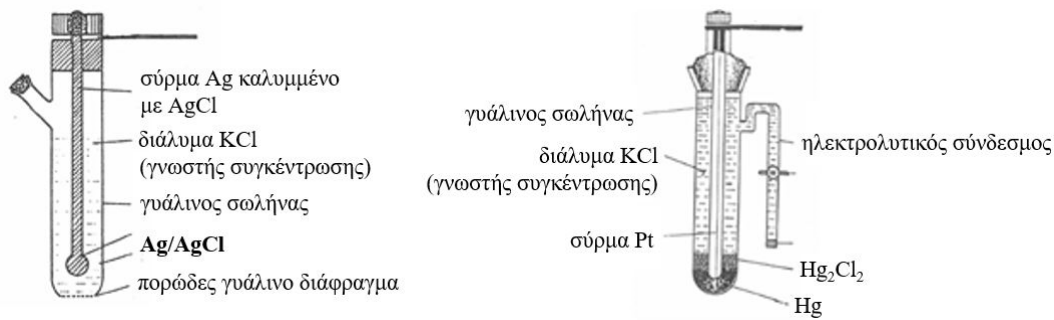 σύρμα Ag καλυμμένο
με AgCl
διάλυμα KCl
(γνωστής συγκέντρωσης)
γυάλινος σωλήνας
Ag/AgCl
πορώδες γυάλινο διάφραγμα
γυάλινος σωλήνας
διάλυμα KCl
(γνωστής συγκέντρωσης)
σύρμα Pt
ηλεκτρολυτικός σύνδεσμος
Hg₂Cl₂
Hg